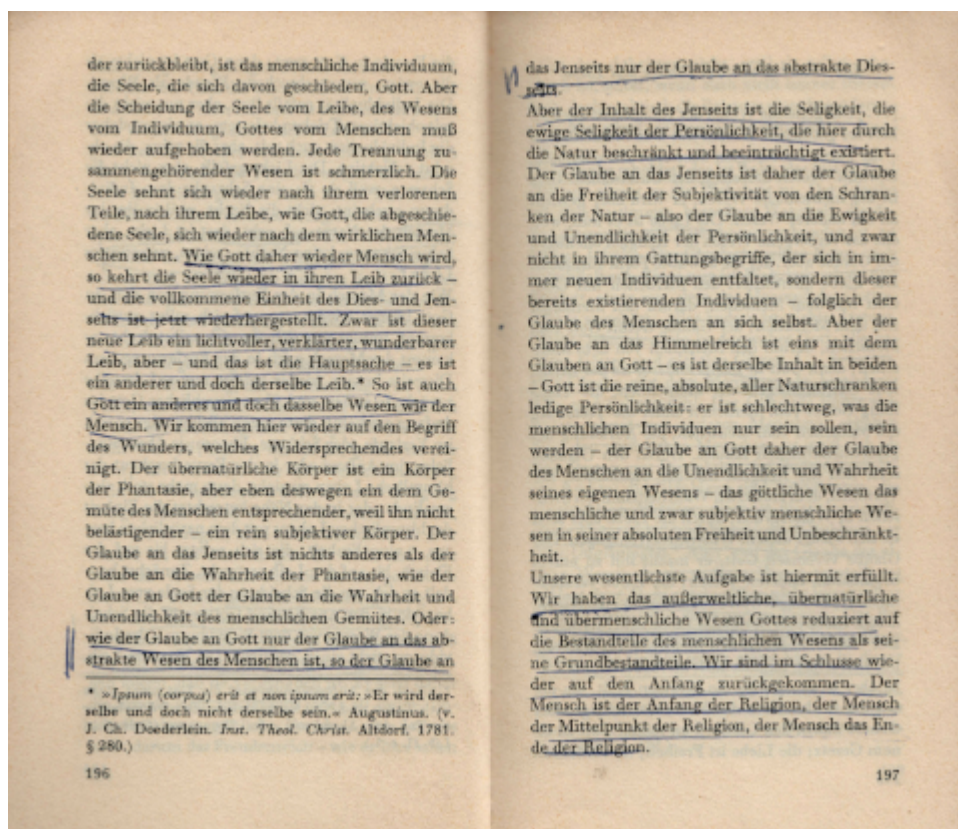 der zurückbleibt, ist das menschliche Individuum,
die Seele, die sich davon geschieden, Gott. Aber
die Scheidung der Seele vom Leibe, des Wesens
vom Individuum, Gottes vom Menschen muß
wieder aufgehoben werden. Jede Trennung zu-
sammengehörender Wesen ist schmerzlich. Die
Seele sehnt sich wieder nach ihrem verlorenen
Teile, nach ihrem Leibe, wie Gott, die abgeschie-
dene Seele, sich wieder nach dem wirklichen Men-
schen sehnt. Wie Gott daher wieder Mensch wird,
so kehrt die Seele wieder in ihren Leib zurück –
und die vollkommene Einheit des Dies- und Jen-
seits ist jetzt wiederhergestellt. Zwar ist dieser
neue Leib ein lichtvoller, verklärter, wunderbarer
Leib, aber – und das ist die Hauptsache – es ist
ein anderer und doch derselbe Leib.* So ist auch
Gott ein anderes und doch dasselbe Wesen wie der
Mensch. Wir kommen hier wieder auf den Begriff
des Wunders, welches Widersprechendes verei-
nigt. Der übernatürliche Körper ist ein Körper
der Phantasie, aber eben deswegen ein dem Ge-
müte des Menschen entsprechender, weil ihn nicht
belästigender – ein rein subjektiver Körper. Der
Glaube an das Jenseits ist nichts anderes als der
Glaube an die Wahrheit der Phantasie, wie der
Glaube an Gott der Glaube an die Wahrheit und
Unendlichkeit des menschlichen Gemütes. Oder:
wie der Glaube an Gott nur der Glaube an das ab-
strakte Wesen des Menschen ist, so der Glaube an
* »Ipsum (corpus) erit et non ipsum erit: »Er wird der-
selbe und doch nicht derselbe sein.« Augustinus. (v.
J. Ch. Doederlein. Inst. Theol. Christ. Altdorf. 1781.
§ 280.)
196
das Jenseits nur der Glaube an das abstrakte Dies-
seits.
Aber der Inhalt des Jenseits ist die Seligkeit, die
ewige Seligkeit der Persönlichkeit, die hier durch
die Natur beschränkt und beeinträchtigt existiert.
Der Glaube an das Jenseits ist daher der Glaube
an die Freiheit der Subjektivität von den Schran-
ken der Natur – also der Glaube an die Ewigkeit
und Unendlichkeit der Persönlichkeit, und zwar
nicht in ihrem Gattungsbegriffe, der sich in im-
mer neuen Individuen entfaltet, sondern dieser
bereits existierenden Individuen – folglich der
Glaube des Menschen an sich selbst. Aber der
Glaube an das Himmelreich ist eins mit dem
Glauben an Gott – es ist derselbe Inhalt in beiden
– Gott ist die reine, absolute, aller Naturschranken
ledige Persönlichkeit: er ist schlechtweg, was die
menschlichen Individuen nur sein sollen, sein
werden – der Glaube an Gott daher der Glaube
des Menschen an die Unendlichkeit und Wahrheit
seines eigenen Wesens – das göttliche Wesen das
menschliche und zwar subjektiv menschliche We-
sen in seiner absoluten Freiheit und Unbeschränkt-
heit.
Unsere wesentlichste Aufgabe ist hiermit erfüllt.
Wir haben das außerweltliche, übernatürliche
und übermenschliche Wesen Gottes reduziert auf
die Bestandteile des menschlichen Wesens als sei-
ne Grundbestandteile. Wir sind im Schlusse wie-
der auf den Anfang zurückgekommen. Der
Mensch ist der Anfang der Religion, der Mensch
der Mittelpunkt der Religion, der Mensch das En-
de der Religion.
197